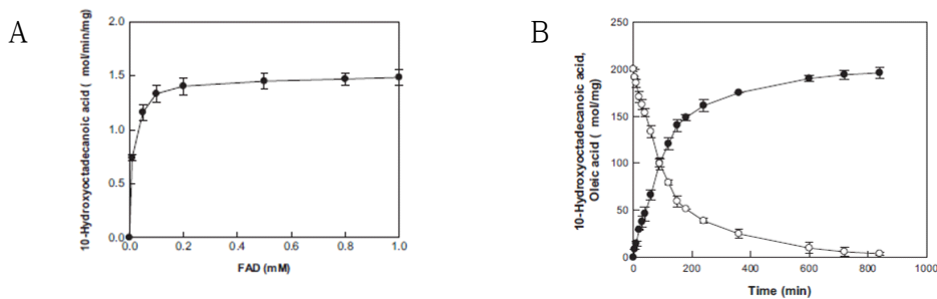 A
10-Hydroxyoctadecanoic acid ( mol/min/mg)
2.0
1.5
1.0
0.5
0.0
0.0 0.2 0.4 0.6 0.8 1.0
FAD (mM)
B
10-Hydroxyoctadecanoic acid,
Oleic acid ( mol/mg)
250
200
150
100
50
0
0 200 400 600 800 1000
Time (min)